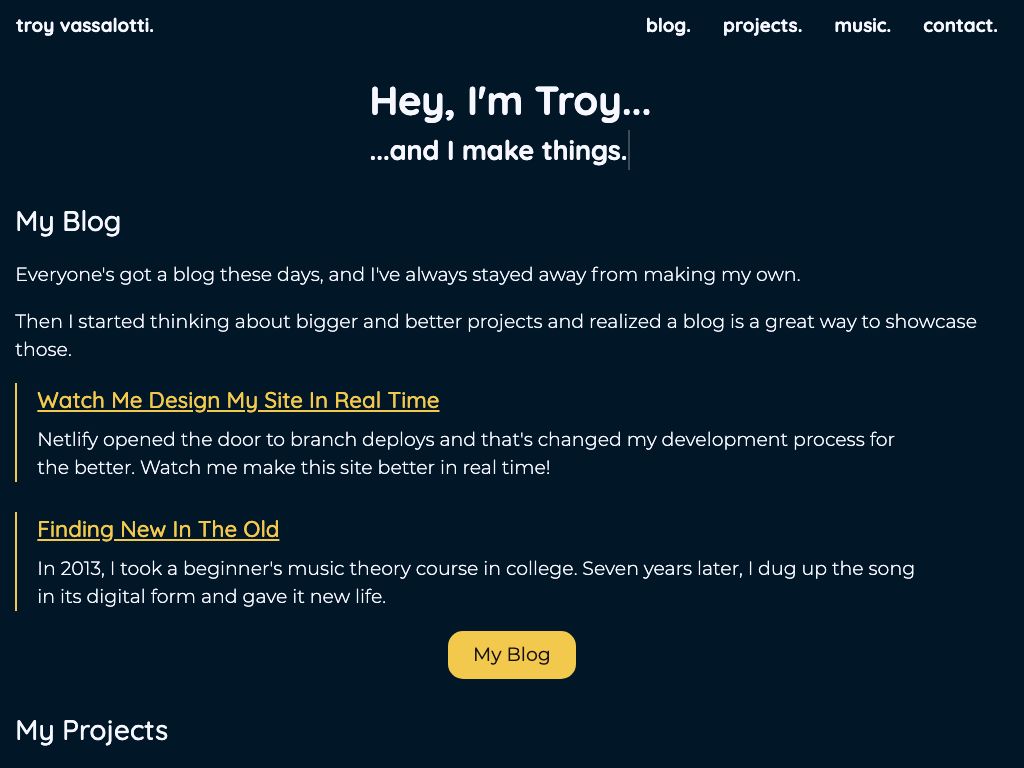 troy vassalotti.
blog. projects. music. contact.
Hey, I'm Troy...
...and I make things.
My Blog
Everyone's got a blog these days, and I've always stayed away from making my own.
Then I started thinking about bigger and better projects and realized a blog is a great way to showcase
those.
Watch Me Design My Site In Real Time
Netlify opened the door to branch deploys and that's changed my development process for
the better. Watch me make this site better in real time!
Finding New In The Old
In 2013, I took a beginner's music theory course in college. Seven years later, I dug up the song
in its digital form and gave it new life.
My Blog
My Projects